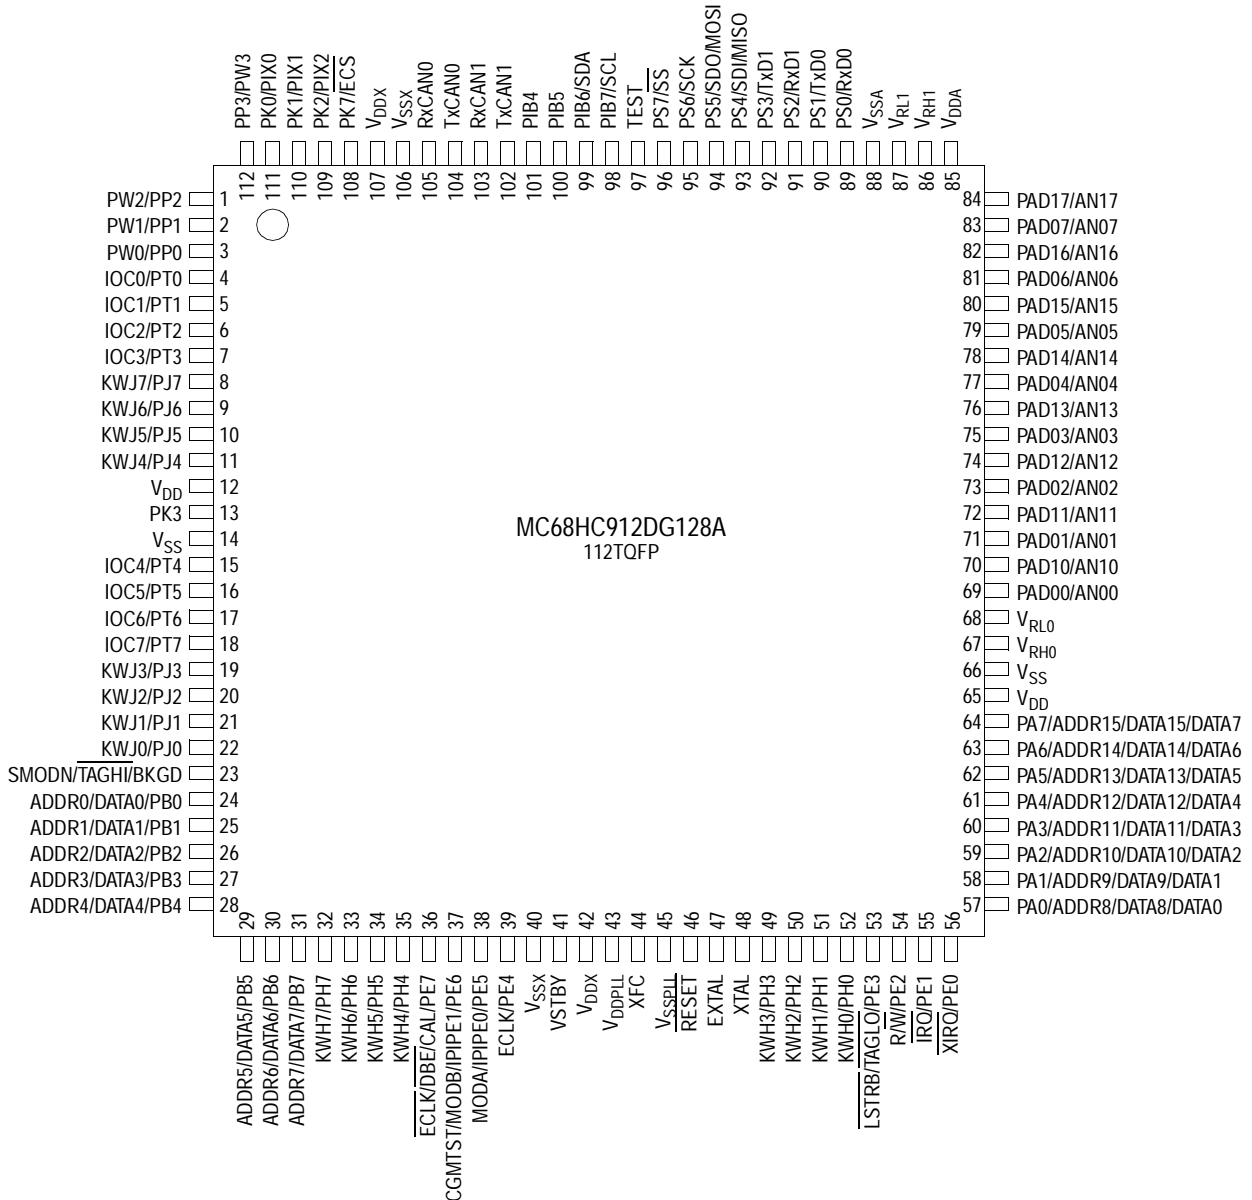 PP3/PW3
PK0/PIX0
PK1/PIX1
PK2/PIX2
PK7/ECS
VDDX
VSSX
RxCAN0
TxCAN0
RxCAN1
TxCAN1
PIB4
PIB5
PIB6/SDA
PIB7/SCL
TEST
PS7/SS
PS6/SCK
PS5/SDO/MOSI
PS4/SDI/MISO
PS3/TxD1
PS2/RxD1
PS1/TxD0
PS0/RxD0
VSSA
VRL1
VRH1
VDDA
112
111
110
109
108
107
106
105
104
103
102
101
100
99
98
97
96
95
94
93
92
91
90
89
88
87
86
85
PW2/PP2 1
PW1/PP1 2
PW0/PP0 3
IOC0/PT0 4
IOC1/PT1 5
IOC2/PT2 6
IOC3/PT3 7
KWJ7/PJ7 8
KWJ6/PJ6 9
KWJ5/PJ5 10
KWJ4/PJ4 11
VDD 12
PK3 13
VSS 14
IOC4/PT4 15
IOC5/PT5 16
IOC6/PT6 17
IOC7/PT7 18
KWJ3/PJ3 19
KWJ2/PJ2 20
KWJ1/PJ1 21
KWJ0/PJ0 22
SMODN/TAGHI/BKGD 23
ADDR0/DATA0/PB0 24
ADDR1/DATA1/PB1 25
ADDR2/DATA2/PB2 26
ADDR3/DATA3/PB3 27
ADDR4/DATA4/PB4 28
MC68HC912DG128A
112TQFP
84 PAD17/AN17
83 PAD07/AN07
82 PAD16/AN16
81 PAD06/AN06
80 PAD15/AN15
79 PAD05/AN05
78 PAD14/AN14
77 PAD04/AN04
76 PAD13/AN13
75 PAD03/AN03
74 PAD12/AN12
73 PAD02/AN02
72 PAD11/AN11
71 PAD01/AN01
70 PAD10/AN10
69 PAD00/AN00
68 VRL0
67 VRH0
66 VSS
65 VDD
64 PA7/ADDR15/DATA15/DATA7
63 PA6/ADDR14/DATA14/DATA6
62 PA5/ADDR13/DATA13/DATA5
61 PA4/ADDR12/DATA12/DATA4
60 PA3/ADDR11/DATA11/DATA3
59 PA2/ADDR10/DATA10/DATA2
58 PA1/ADDR9/DATA9/DATA1
57 PA0/ADDR8/DATA8/DATA0
29
30
31
32
33
34
35
36
37
38
39
40
41
42
43
44
45
46
47
48
49
50
51
52
53
54
55
56
ADDR5/DATA5/PB5
ADDR6/DATA6/PB6
ADDR7/DATA7/PB7
KWH7/PH7
KWH6/PH6
KWH5/PH5
KWH4/PH4
ECLK/DBE/CAL/PE7
CGMTST/MODB/IPIPE1/PE6
MODA/IPIPE0/PE5
ECLK/PE4
VSSX
VSTBY
VDDX
VDDPLL
XFC
VSSPLL
RESET
EXTAL
XTAL
KWH3/PH3
KWH2/PH2
KWH1/PH1
KWH0/PH0
LSTRB/TAGLO/PE3
R/W/PE2
IRQ/PE1
XIRQ/PE0